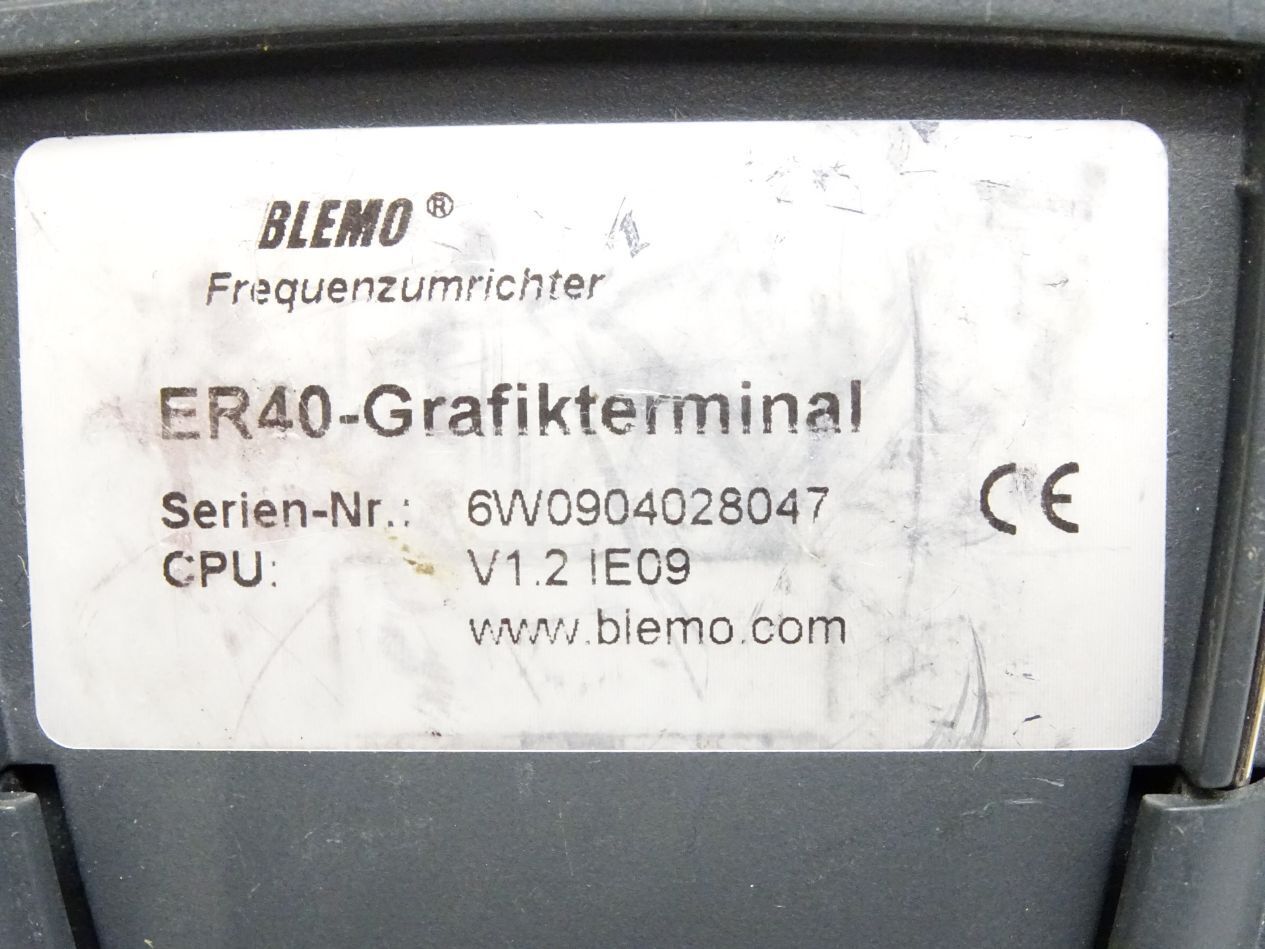 BLEMO®
Frequenzumrichter
ER40-Grafikterminal
Serien-Nr.: 6W0904028047
CPU: V1.2 IE09
www.blemo.com
CE